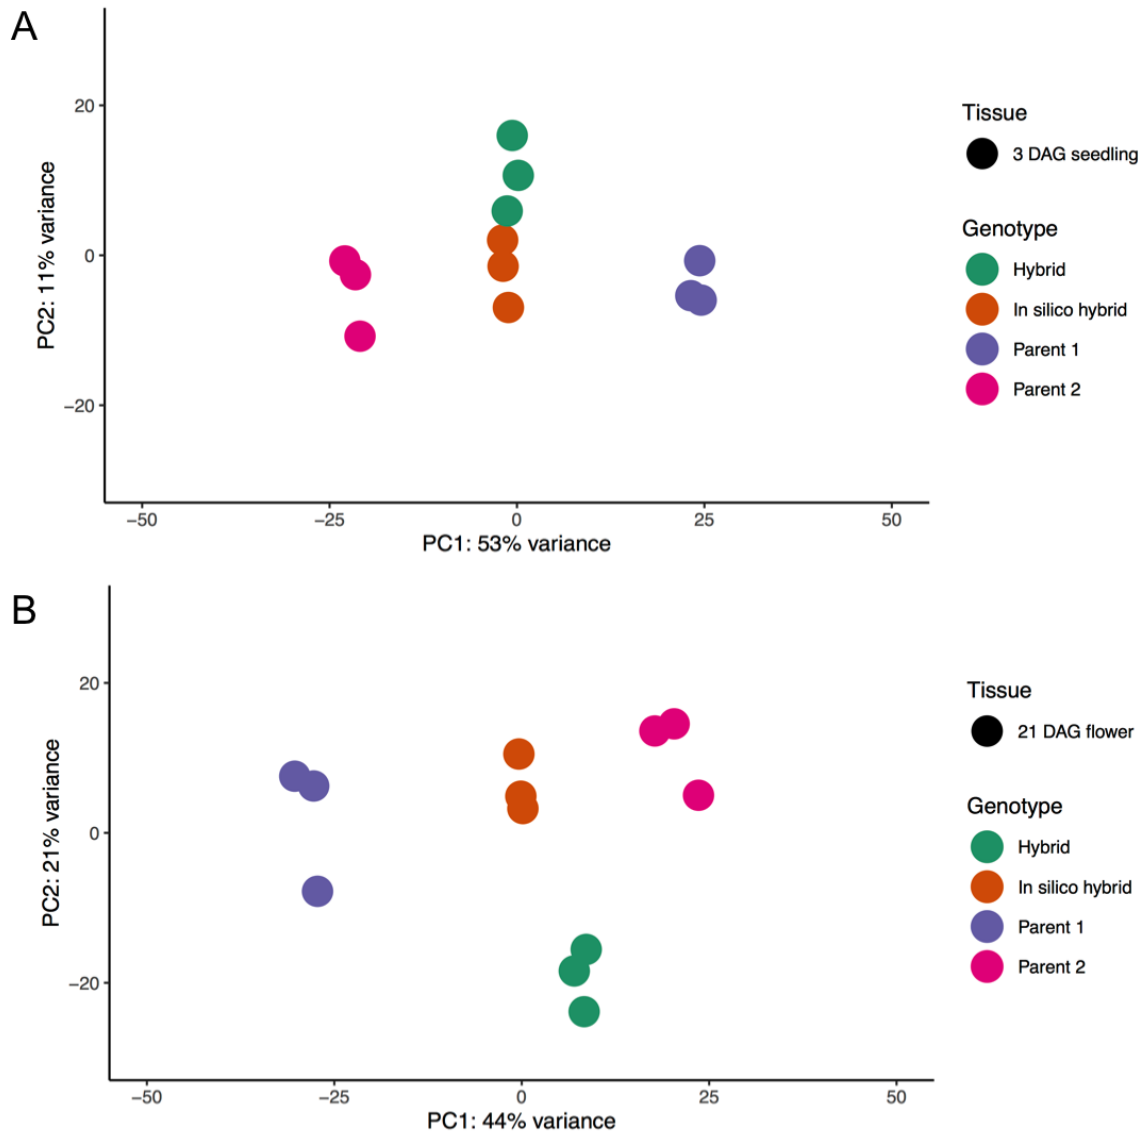 A
20
0
−20
−50
−25
0
25
50
PC1: 53% variance
PC2: 11% variance
Tissue
3 DAG seedling
Genotype
Hybrid
In silico hybrid
Parent 1
Parent 2
B
20
0
−20
−50
−25
0
25
50
PC1: 44% variance
PC2: 21% variance
Tissue
21 DAG flower
Genotype
Hybrid
In silico hybrid
Parent 1
Parent 2